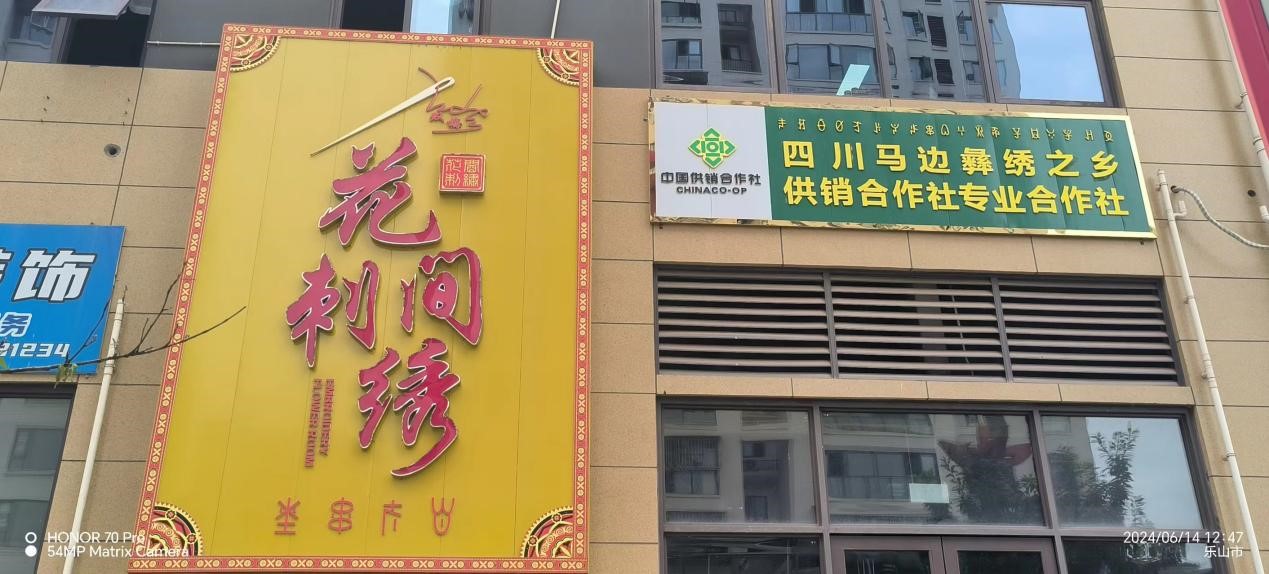 花间
刺绣
EMBROIDERY
FLOWER ROOM
中国供销合作社
CHINACO-OP
四川马边彝绣之乡
供销合作社专业合作社
饰
务
21234
HONOR 70 Pro
54MP Matrix Camera
2024/06/14 12:47
乐山市